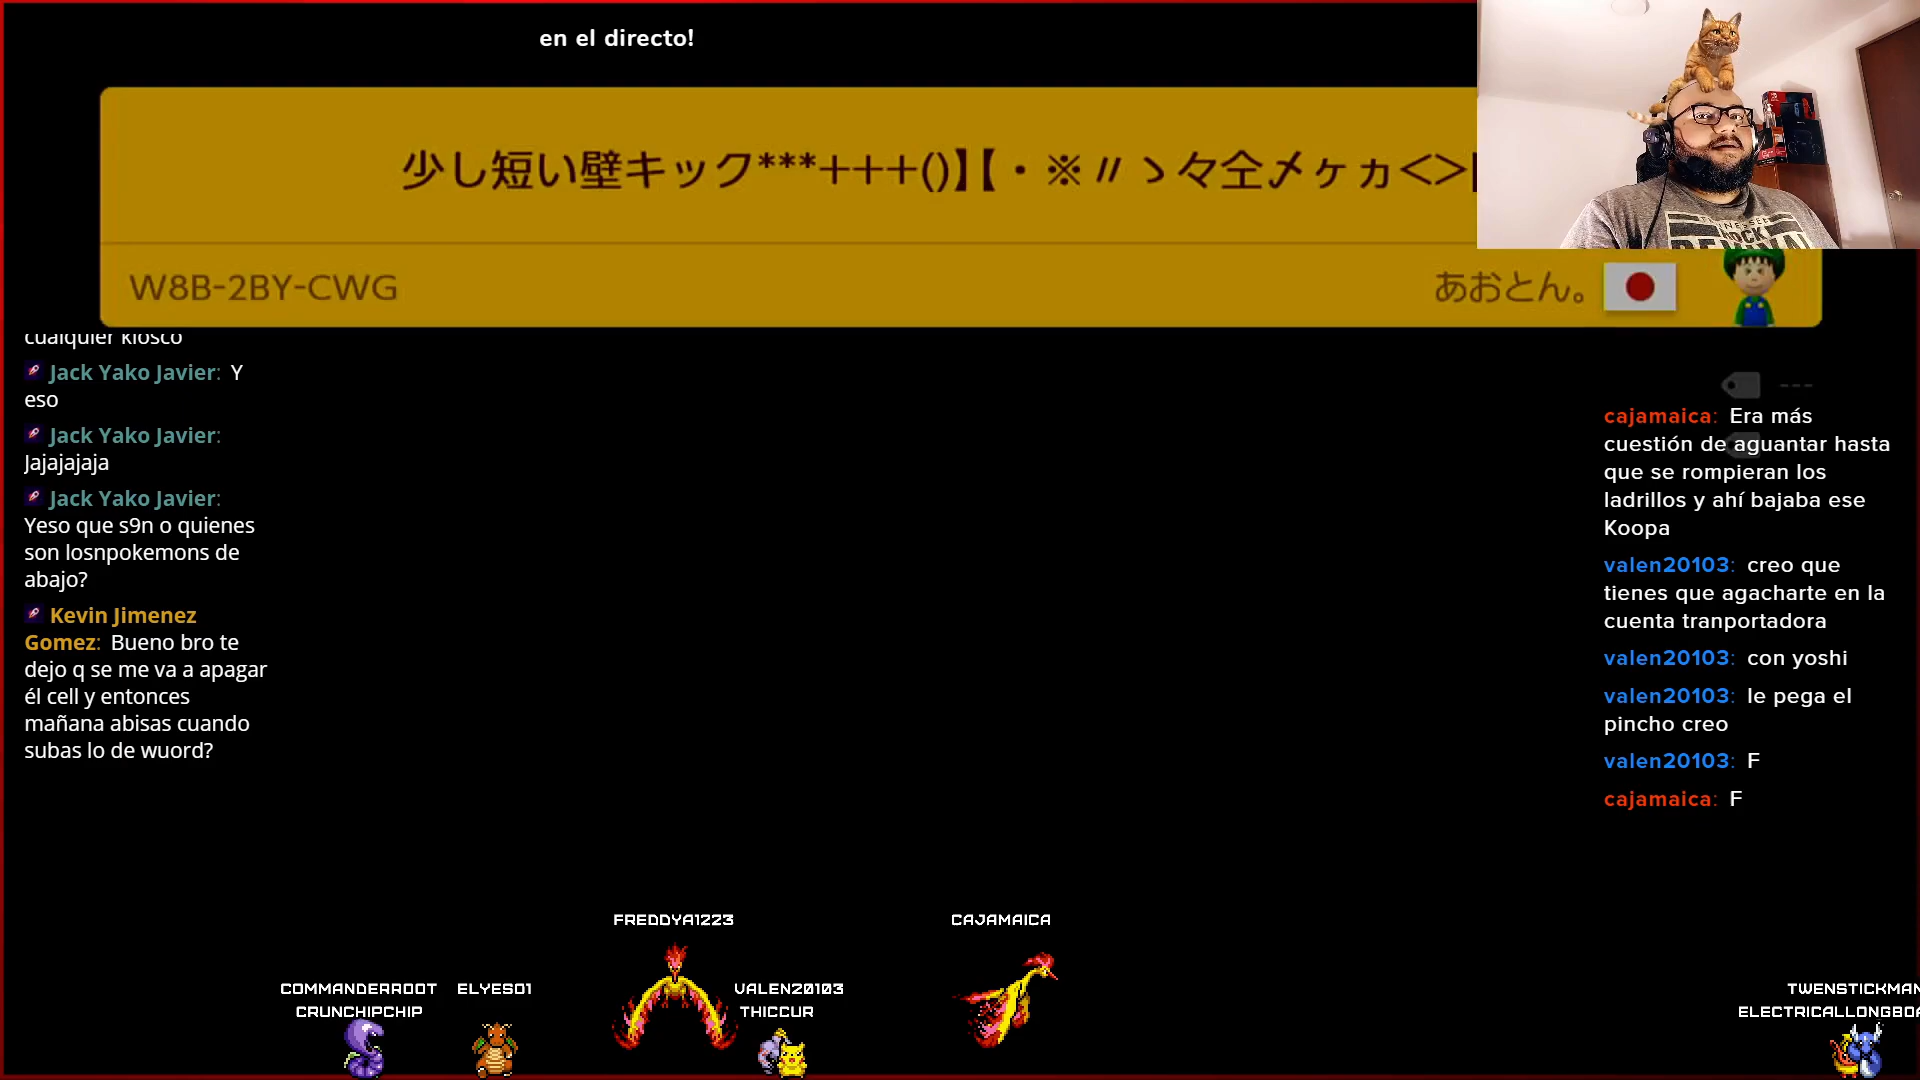 en el directo!
少し短い壁キック***+++()】【・※〃ゝ々仝〆ヶカ<>
W8B-2BY-CWG
あおとん。
cualquier kiosco
Jack Yako Javier: Y
eso
Jack Yako Javier:
Jajajajaja
Jack Yako Javier:
Yeso que s9n o quienes
son losnpokemons de
abajo?
Kevin Jimenez
Gomez: Bueno bro te
dejo q se me va a apagar
él cell y entonces
mañana abisas cuando
subas lo de wuord?
---
cajamaica: Era más
cuestión de aguantar hasta
que se rompieran los
ladrillos y ahí bajaba ese
Koopa
valen20103: creo que
tienes que agacharte en la
cuenta tranportadora
valen20103: con yoshi
valen20103: le pega el
pincho creo
valen20103: F
cajamaica: F
FREDDYA1223
CAJAMAICA
COMMANDERROOT
ELYES01
VALEN20103
TWENSTICKMAN
CRUNCHIPCHIP
THICCUR
ELECTRICALLONGBOA
ROCK